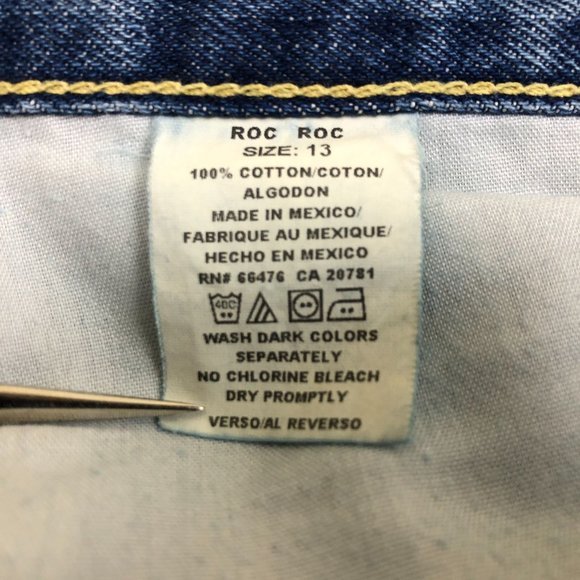 ROC ROC
SIZE: 13
100% COTTON/COTON/
ALGODON
MADE IN MEXICO/
FABRIQUE AU MEXIQUE/
HECHO EN MEXICO
RN# 66476 CA 20781
40C
WASH DARK COLORS
SEPARATELY
NO CHLORINE BLEACH
DRY PROMPTLY
VERSO/AL REVERSO